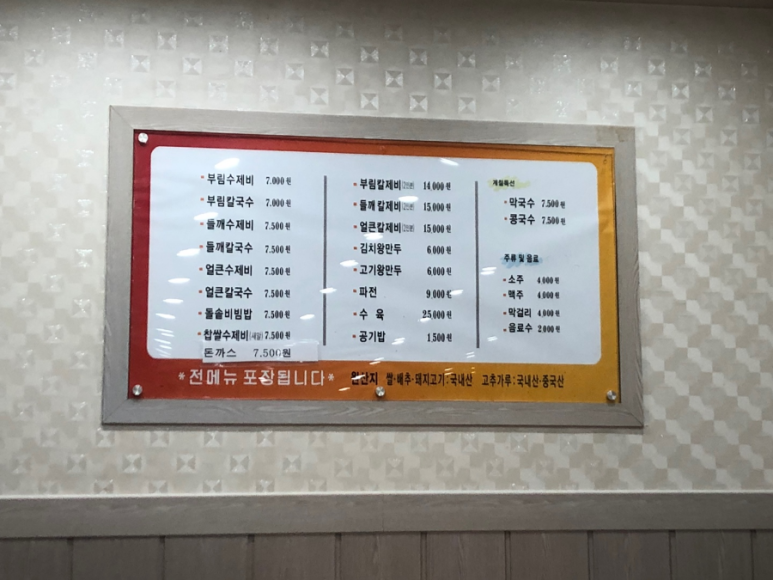 부림수제비 7.000원
부림칼국수 7.000원
들깨수제비 7.500원
들깨칼국수 7.500원
얼큰수제비 7.500원
얼큰칼국수 7.500원
돌솥비빔밥 7.500원
찹쌀수제비(새알) 7.500원
돈까스 7.500원
부림칼제비(2인분) 14,000원
들깨칼제비(2인분) 15,000원
얼큰칼제비(2인분) 15,000원
김치왕만두 6,000원
고기왕만두 6,000원
파전 9,000원
수 육 25,000원
공기밥 1,500원
계절특선
막국수 7.500원
콩국수 7,500원
주류 및 음료
소주 4,000원
맥주 4,000원
막걸리 4,000원
음료수 2,000원
*전메뉴 포장됩니다*
원산지 쌀·배추·돼지고기:국내산 고추가루:국내산·중국산